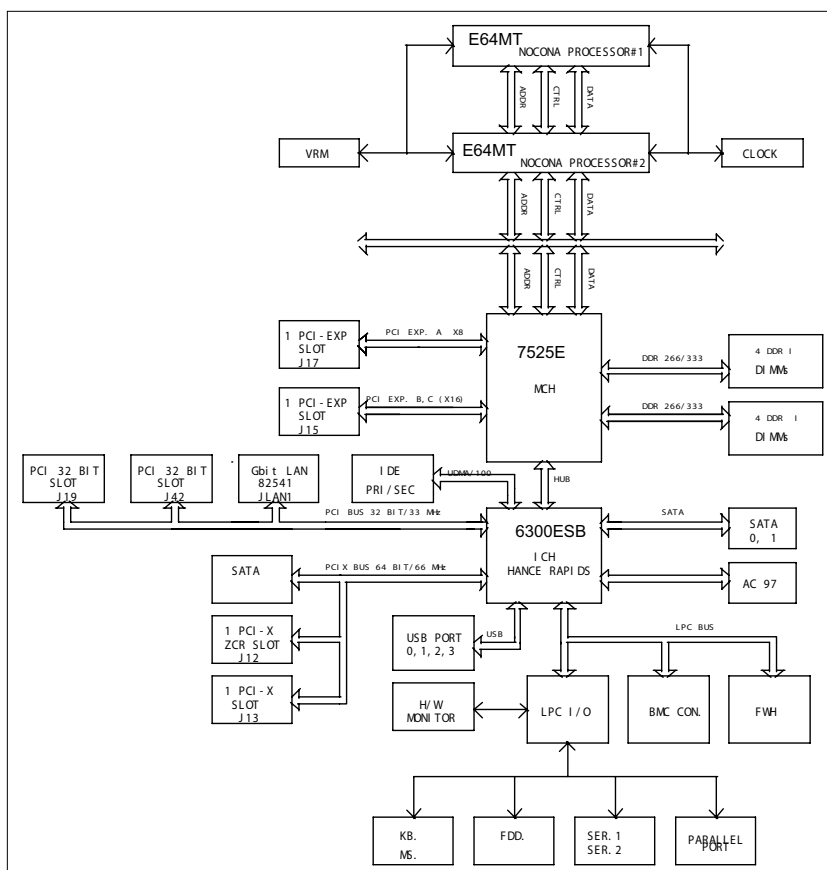 E64MT
NOCONA PROCESSOR#1
ADDR
CTRL
DATA
VRM
E64MT
NOCONA PROCESSOR#2
CLOCK
ADDR
CTRL
DATA
ADDR
CTRL
DATA
1 PCI-EXP
SLOT
J17
PCI EXP. A X8
7525E
MCH
DDR 266/333
4 DDR I
DIMMs
1 PCI-EXP
SLOT
J15
PCI EXP. B,C (X16)
DDR 266/333
4 DDR I
DIMMs
PCI 32 BIT
SLOT
J19
PCI 32 BIT
SLOT
J42
Gbit LAN
82541
JLAN1
IDE
PRI/SEC
UDMA/100
HUB
PCI BUS 32 BIT/33 MHz
6300ESB
ICH
HANCE RAPIDS
SATA
SATA
0, 1
SATA
PCIX BUS 64 BIT/66 MHz
AC 97
1 PCI-X
ZCR SLOT
J12
USB PORT
0, 1, 2, 3
USB
LPC BUS
1 PCI-X
SLOT
J13
H/W
MONITOR
LPC I/O
BMC CON.
FWH
KB.
MS.
FDD.
SER. 1
SER. 2
PARALLEL
PORT